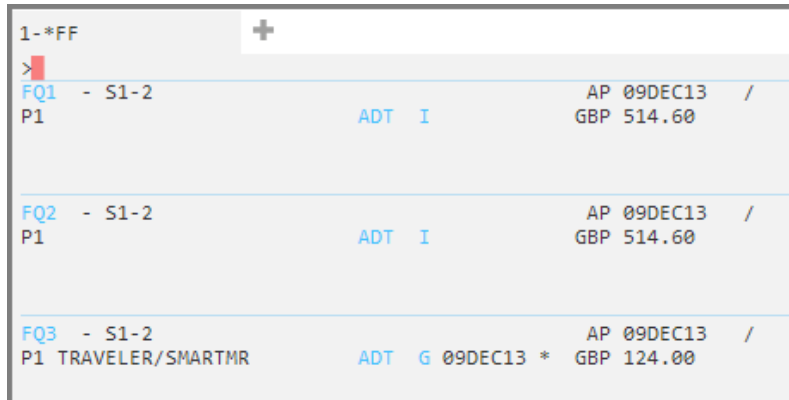 1-*FF
>
FQ1 - S1-2 AP 09DEC13 /
P1 ADT I GBP 514.60
FQ2 - S1-2 AP 09DEC13 /
P1 ADT I GBP 514.60
FQ3 - S1-2 AP 09DEC13 /
P1 TRAVELER/SMARTMR ADT G 09DEC13 * GBP 124.00